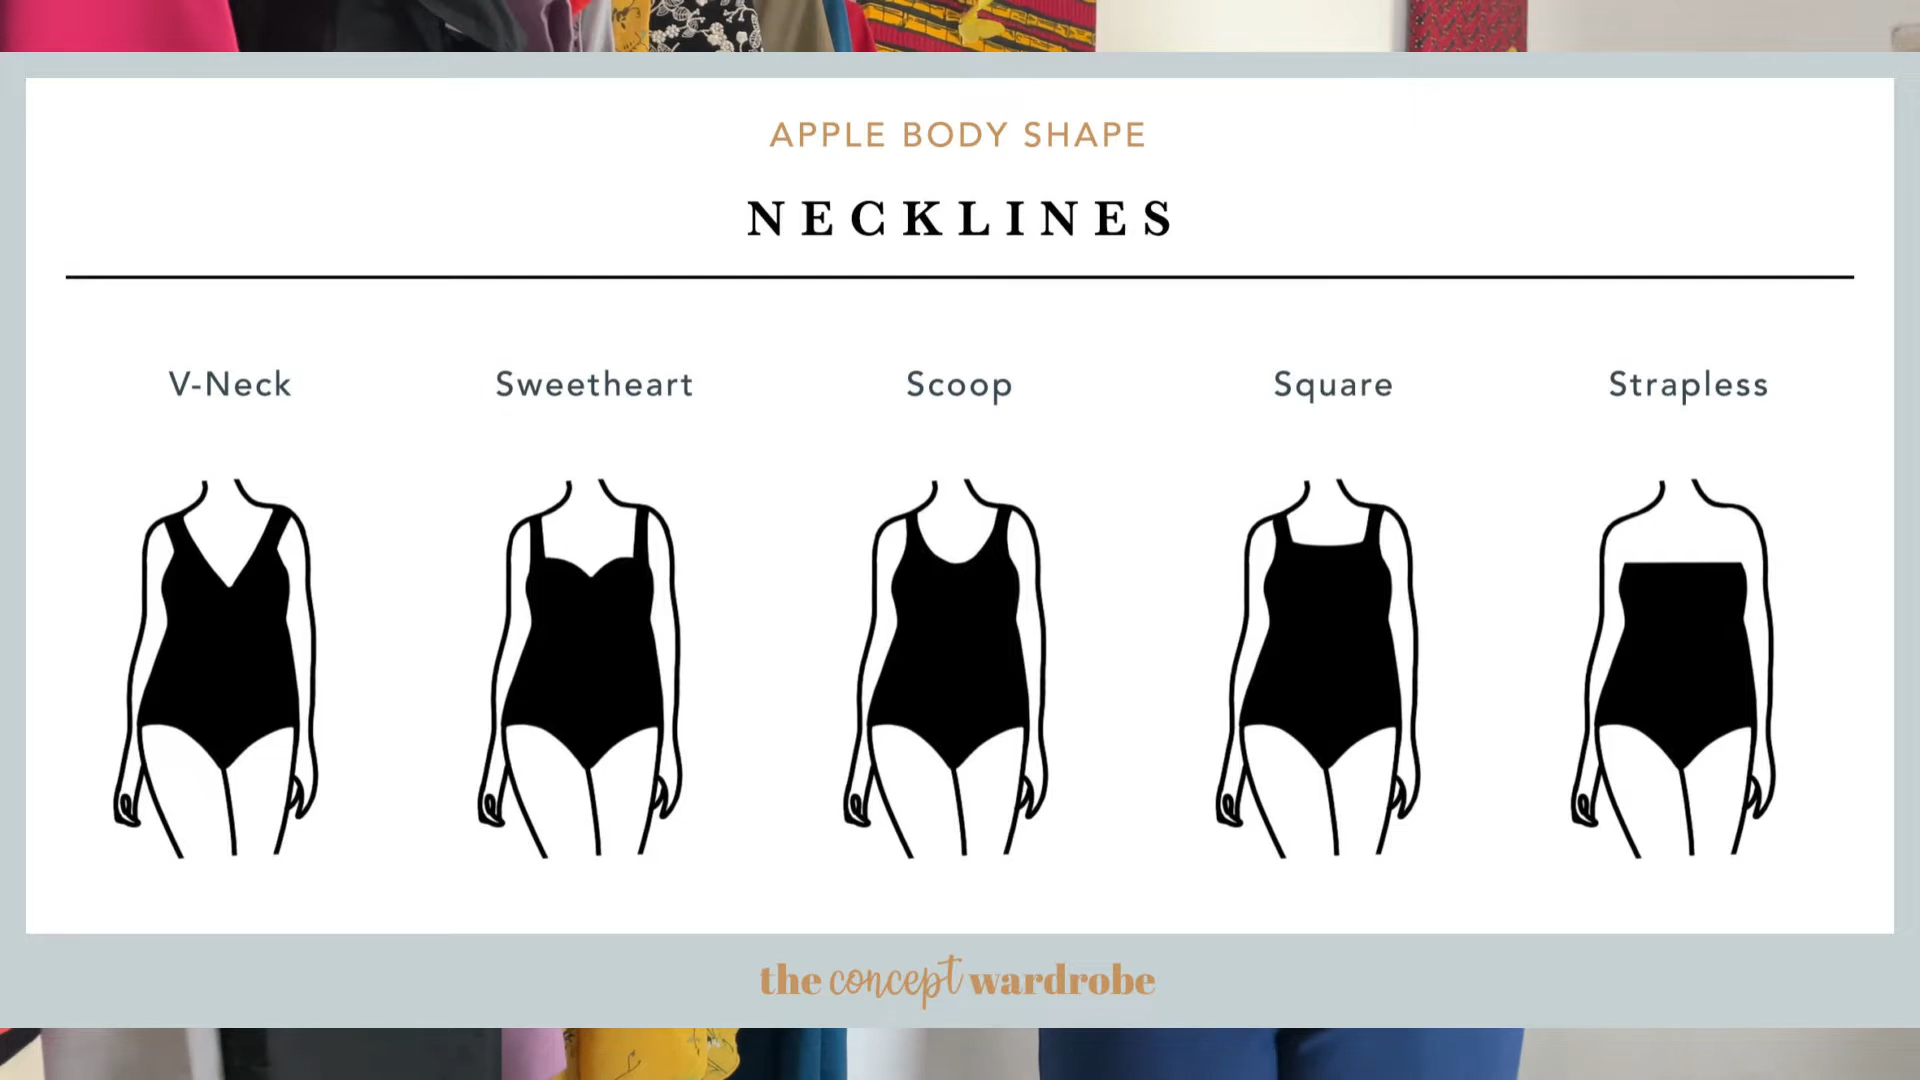 APPLE BODY SHAPE
NECKLINES
V-Neck Sweetheart Scoop Square Strapless
the concept wardrobe